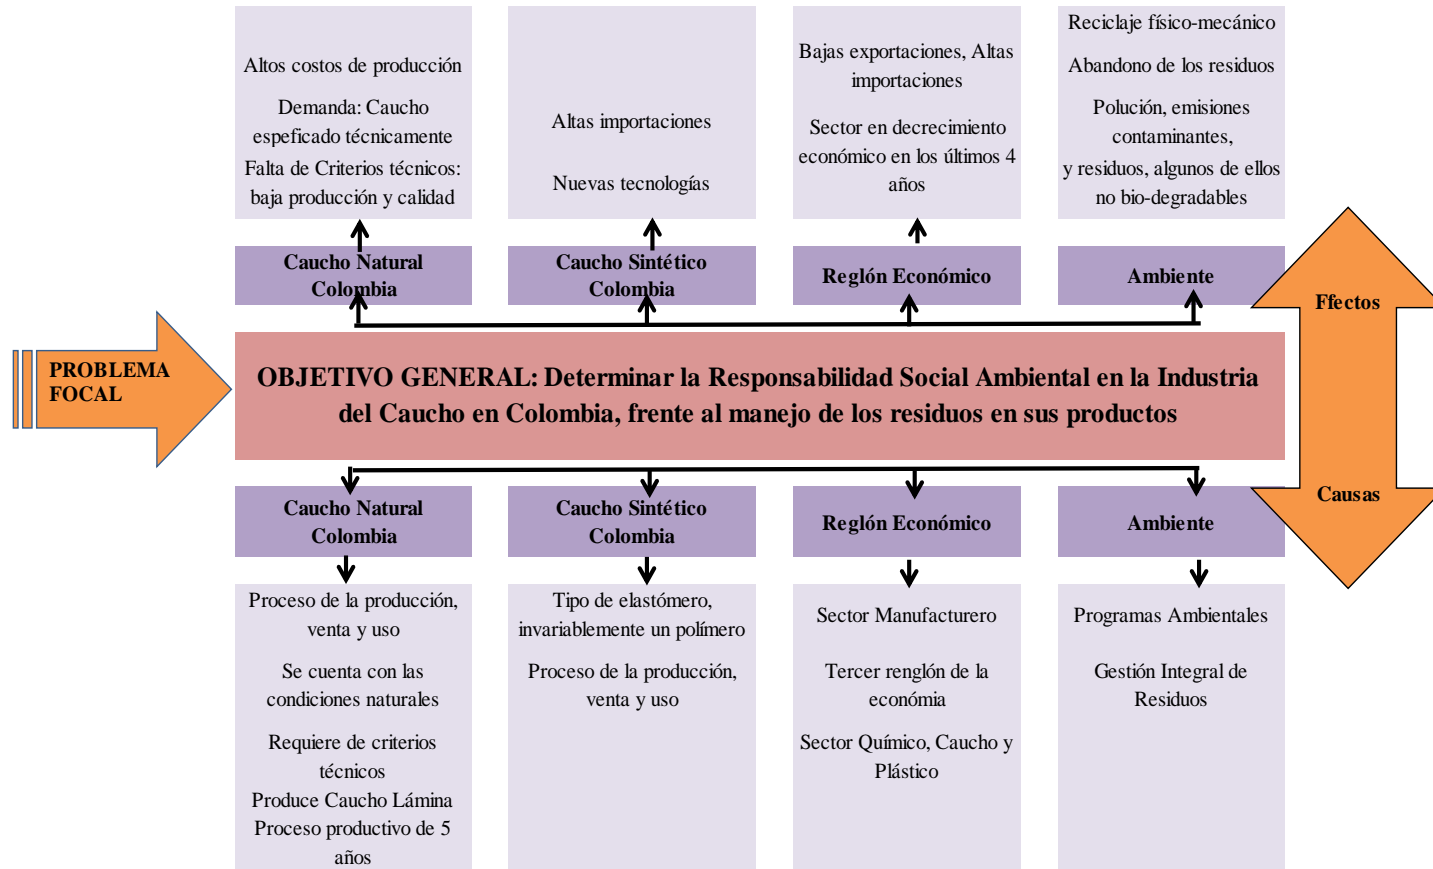 Altos costos de producción
Demanda: Caucho
espeficado técnicamente
Falta de Criterios técnicos:
baja producción y calidad
Altas importaciones
Nuevas tecnologías
Bajas exportaciones, Altas
importaciones
Sector en decrecimiento
económico en los últimos 4
años
Reciclaje físico-mecánico
Abandono de los residuos
Polución, emisiones
contaminantes,
y residuos, algunos de ellos
no bio-degradables
Caucho Natural
Colombia
Caucho Sintético
Colombia
Reglón Económico
Ambiente
Ffectos
PROBLEMA
FOCAL
OBJETIVO GENERAL: Determinar la Responsabilidad Social Ambiental en la Industria
del Caucho en Colombia, frente al manejo de los residuos en sus productos
Causas
Caucho Natural
Colombia
Caucho Sintético
Colombia
Reglón Económico
Ambiente
Proceso de la producción,
venta y uso
Se cuenta con las
condiciones naturales
Requiere de criterios
técnicos
Produce Caucho Lámina
Proceso productivo de 5
años
Tipo de elastómero,
invariablemente un polímero
Proceso de la producción,
venta y uso
Sector Manufacturero
Tercer renglón de la
ecónómia
Sector Químico, Caucho y
Plástico
Programas Ambientales
Gestión Integral de
Residuos